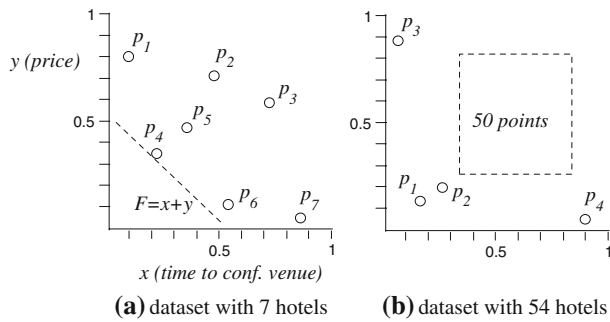 1
y (price)
0.5
p1
p2
p3
p4
p5
F=x+y
p6
p7
0.5
1
x (time to conf. venue)
(a) dataset with 7 hotels
1
p3
0.5
50 points
p1
p2
p4
0.5
1
(b) dataset with 54 hotels